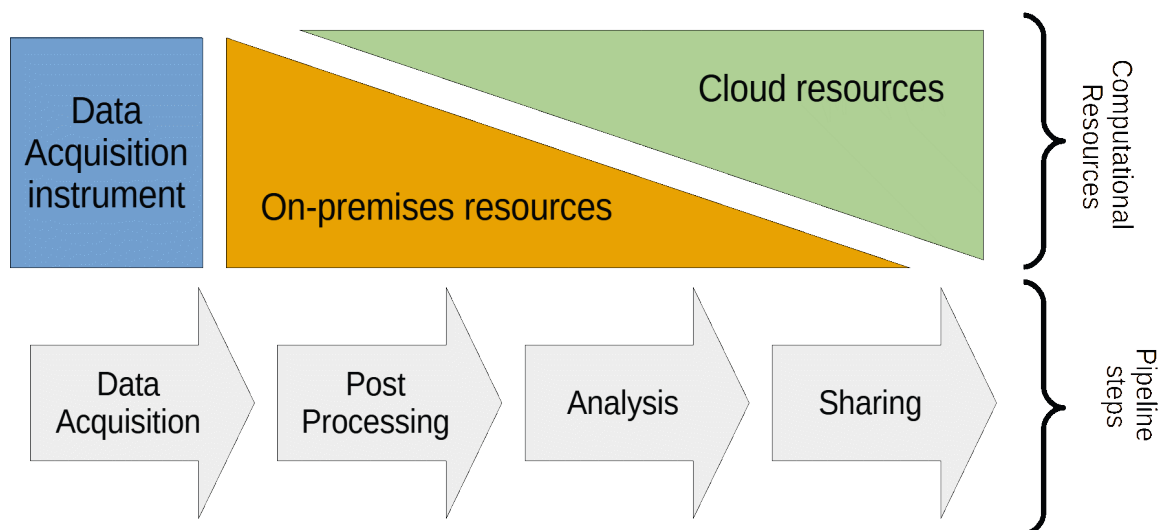 Data
Acquisition
instrument
On-premises resources
Cloud resources
Computational
Resources
Data
Acquisition
Post
Processing
Analysis
Sharing
Pipeline
steps